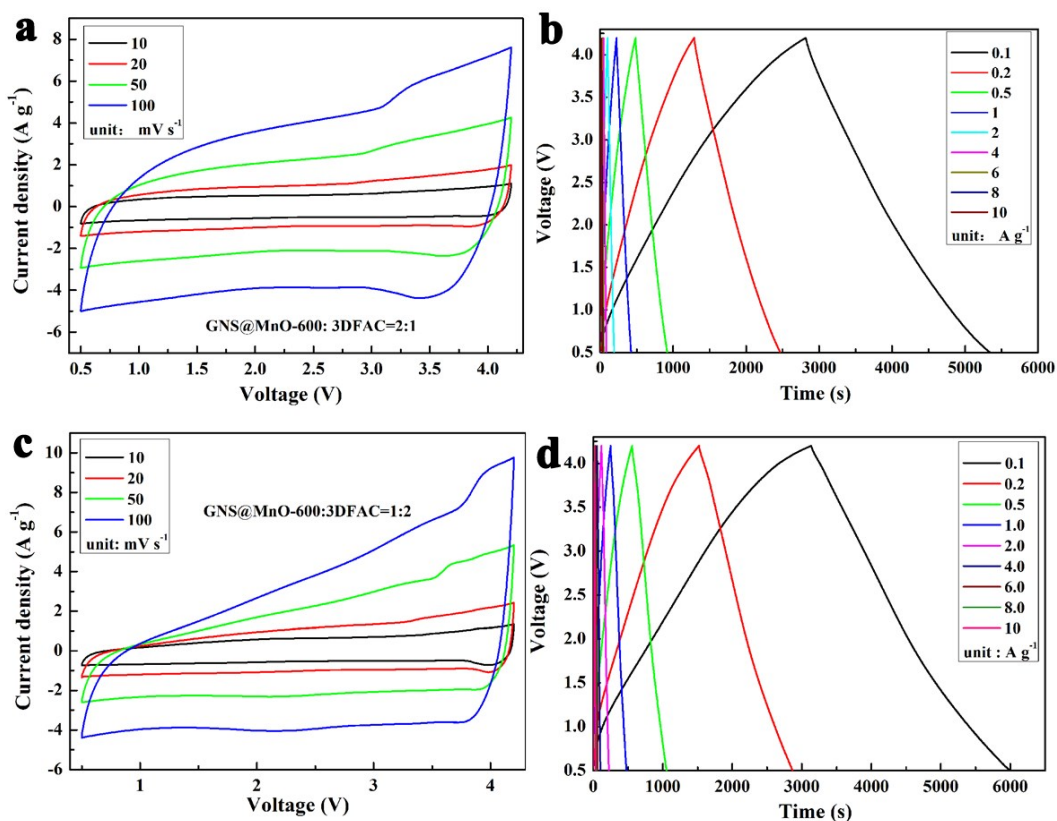 a
10
20
50
100
unit: mV s⁻¹
GNS@MnO-600: 3DFAC=2:1
Current density (A g⁻¹)
8
6
4
2
0
-2
-4
-6
0.5 1.0 1.5 2.0 2.5 3.0 3.5 4.0
Voltage (V)
b
0.1
0.2
0.5
1
2
4
6
8
10
unit: A g⁻¹
Voltage (V)
4.0
3.5
3.0
2.5
2.0
1.5
1.0
0.5
0 1000 2000 3000 4000 5000 6000
Time (s)
c
10
20
50
100
unit: mV s⁻¹
GNS@MnO-600:3DFAC=1:2
Current density (A g⁻¹)
10
8
6
4
2
0
-2
-4
-6
1 2 3 4
Voltage (V)
d
0.1
0.2
0.5
1.0
2.0
4.0
6.0
8.0
10
unit : A g⁻¹
Voltage (V)
4.0
3.5
3.0
2.5
2.0
1.5
1.0
0.5
0 1000 2000 3000 4000 5000 6000
Time (s)